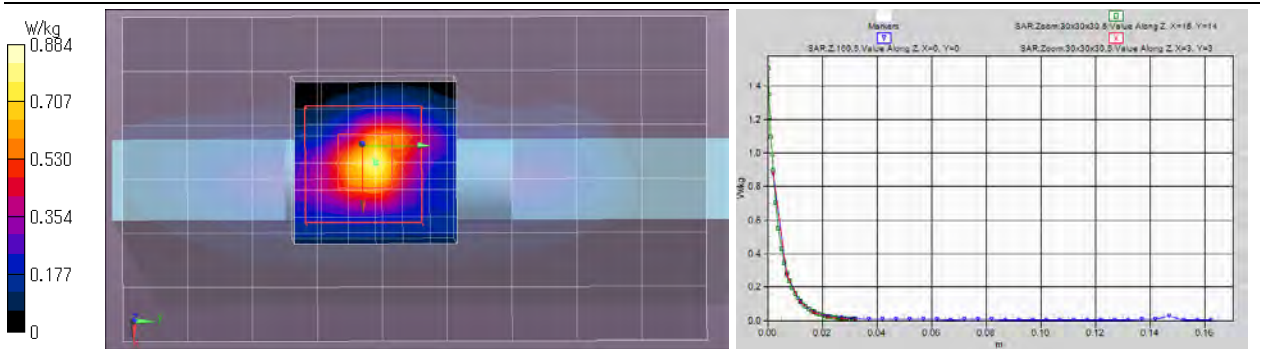 W/kg
0.884
0.707
0.530
0.354
0.177
0
Y
Markers
SAR:Z:160.5:Value Along Z, X=0, Y=0
SAR:Zoom:30x30x30.5:Value Along Z, X=15, Y=14
SAR:Zoom:30x30x30.5:Value Along Z, X=3, Y=3
W/kg
1.4
1.2
1.0
0.8
0.6
0.4
0.2
0.0
0.00
0.02
0.04
0.06
0.08
0.10
0.12
0.14
0.16
m